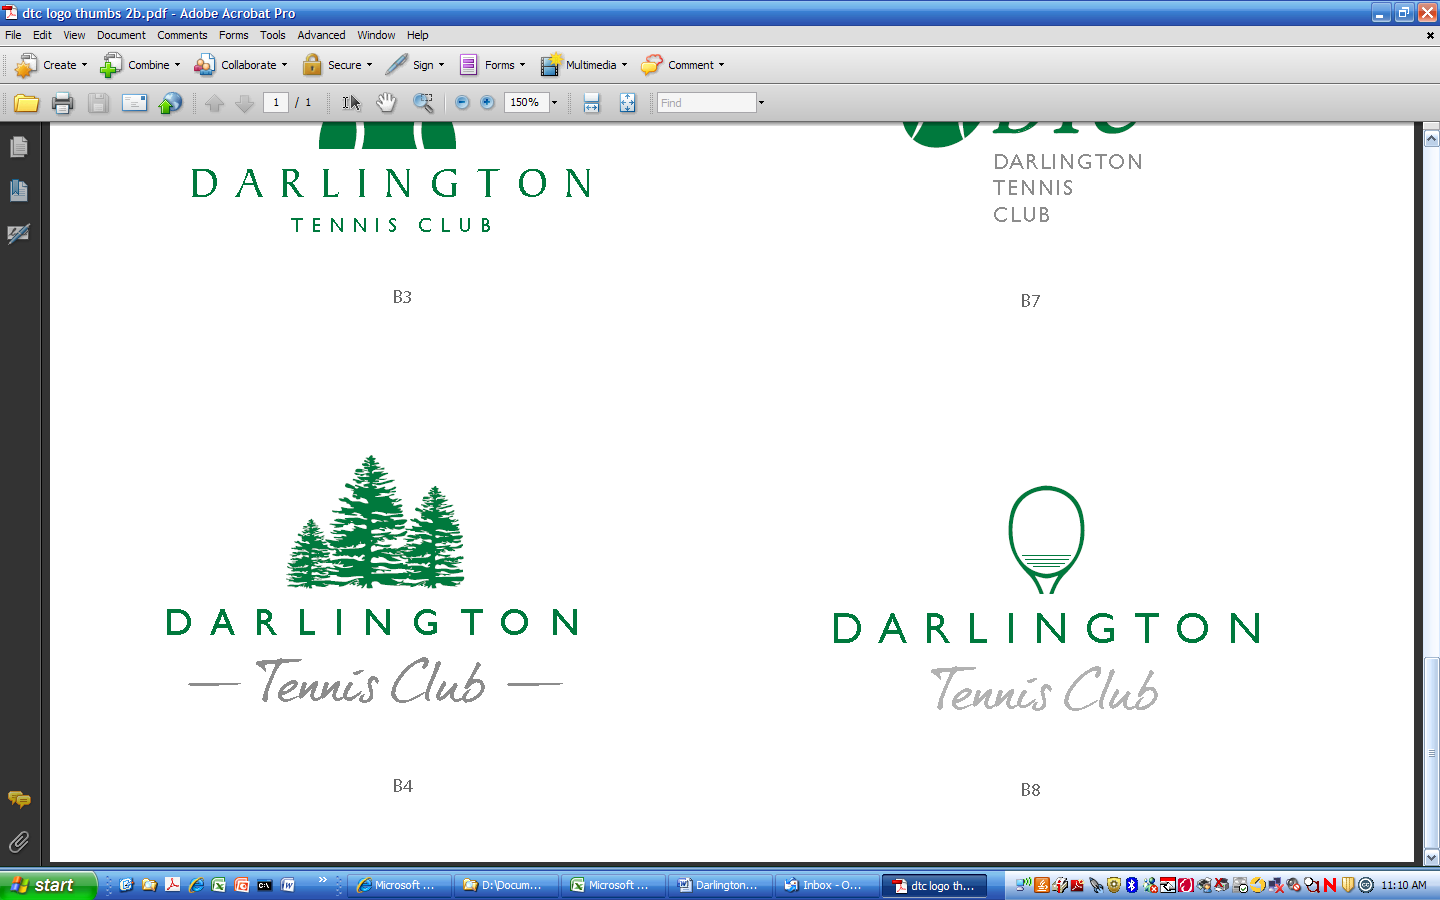 dtc logo thumbs 2b.pdf - Adobe Acrobat Pro
File Edit View Document Comments Forms Tools Advanced Window Help
Create Combine Collaborate Secure Sign Forms Multimedia Comment
1 / 1 150% Find
DTC
DARLINGTON
TENNIS CLUB
B3
DARLINGTON
TENNIS
CLUB
B7
DARLINGTON
Tennis Club
B4
DARLINGTON
Tennis Club
B8
start Microsoft ... D:\Docum... Microsoft ... Darlington... Inbox - O... dtc logo th... 11:10 AM